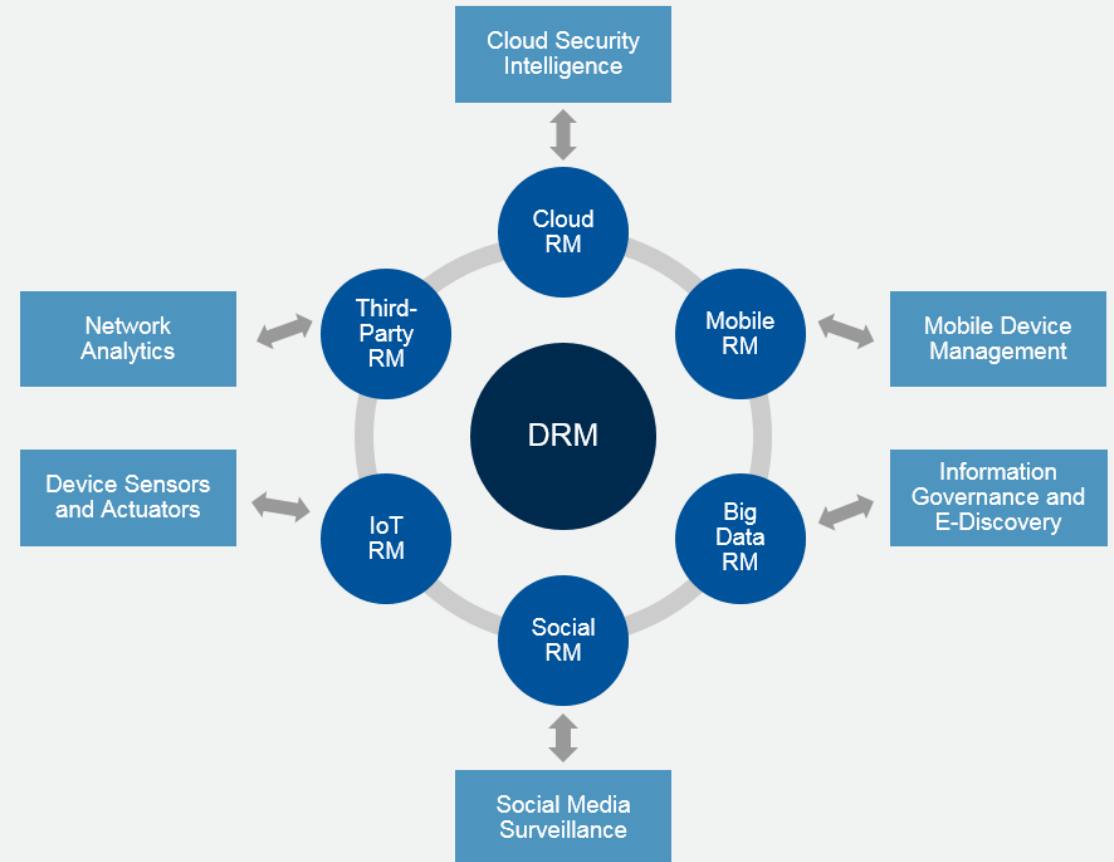 Cloud Security
Intelligence
Cloud
RM
Third-
Party
RM
Mobile
RM
Network
Analytics
Mobile Device
Management
DRM
Device Sensors
and Actuators
IoT
RM
Big
Data
RM
Information
Governance and
E-Discovery
Social
RM
Social Media
Surveillance